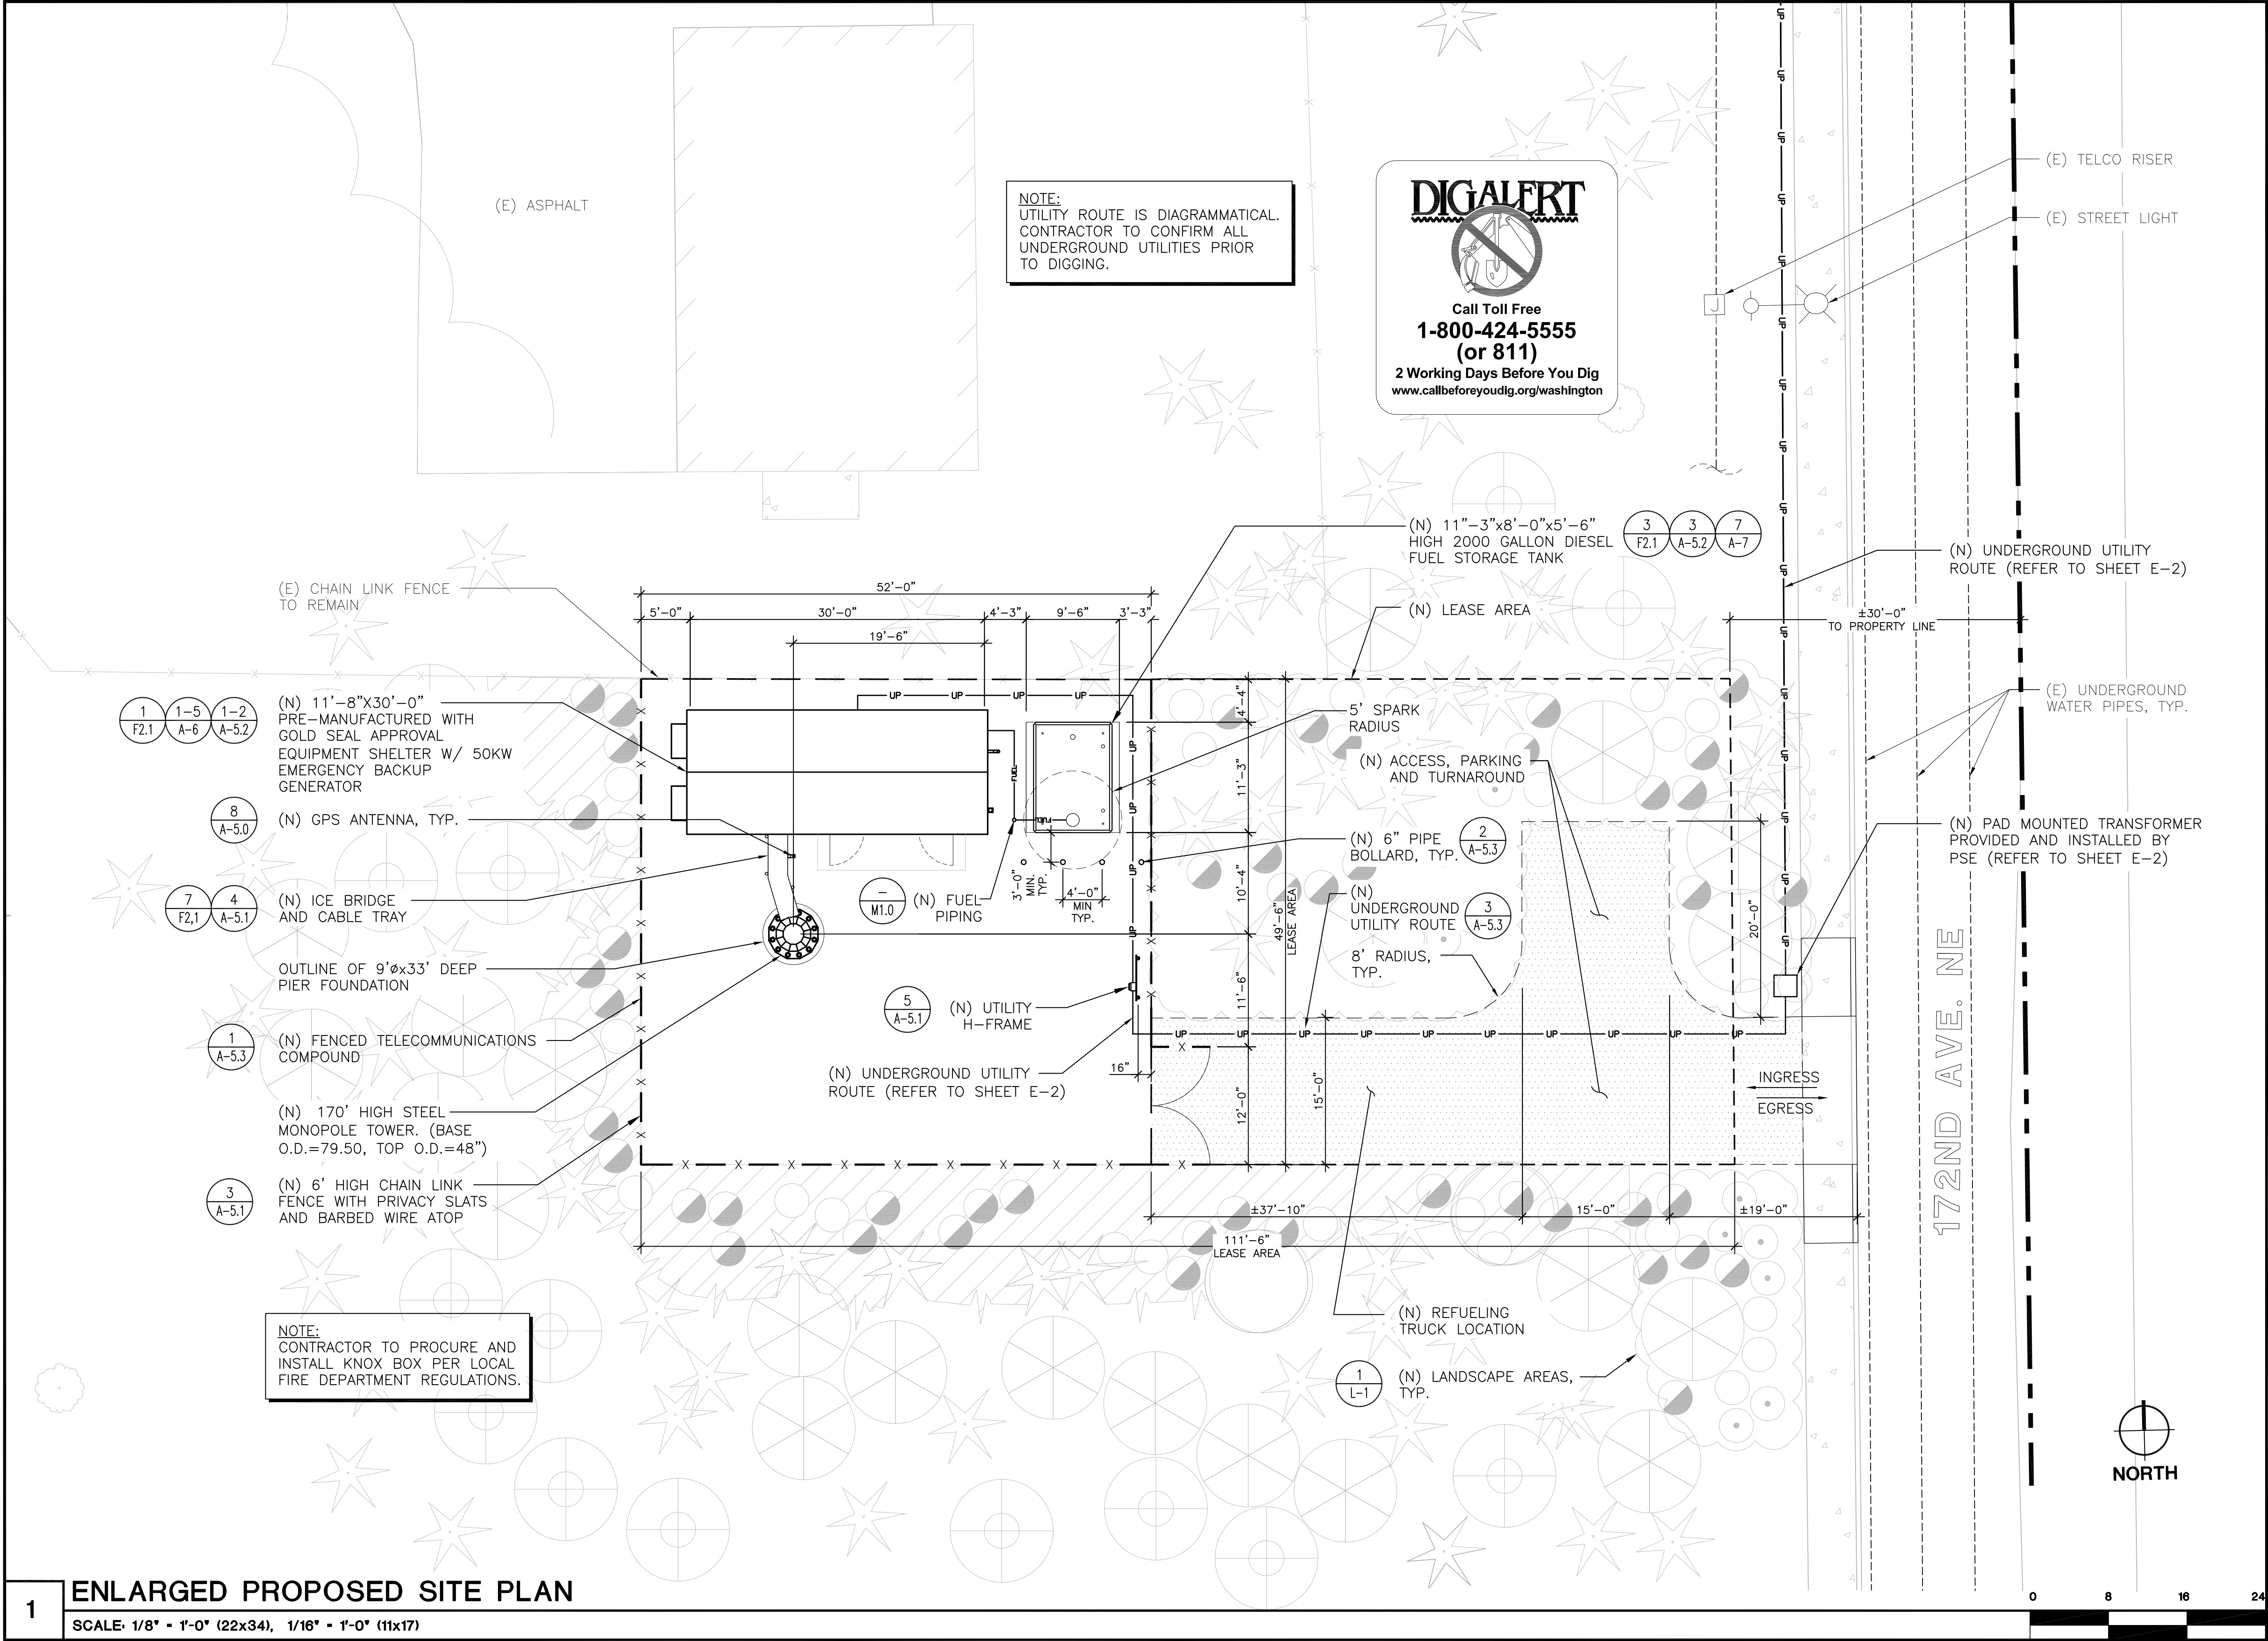 (E) ASPHALT
NOTE:
UTILITY ROUTE IS DIAGRAMMATICAL.
CONTRACTOR TO CONFIRM ALL
UNDERGROUND UTILITIES PRIOR
TO DIGGING.
DIGALERT
Call Toll Free
1-800-424-5555
(or 811)
2 Working Days Before You Dig
www.callbeforeyoudig.org/washington
(E) TELCO RISER
(E) STREET LIGHT
J
(N) 11"-3"x8'-0"x5'-6"
HIGH 2000 GALLON DIESEL
FUEL STORAGE TANK
3
F2.1
3
A-5.2
7
A-7
(N) UNDERGROUND UTILITY
ROUTE (REFER TO SHEET E-2)
(E) CHAIN LINK FENCE
TO REMAIN
52'-0"
5'-0"
30'-0"
4'-3"
9'-6"
3'-3"
19'-6"
(N) LEASE AREA
±30'-0"
TO PROPERTY LINE
1
F2.1
1-5
A-6
1-2
A-5.2
(N) 11'-8"X30'-0"
PRE-MANUFACTURED WITH
GOLD SEAL APPROVAL
EQUIPMENT SHELTER W/ 50KW
EMERGENCY BACKUP
GENERATOR
UP UP UP UP
FUEL
4'-4"
11'-3"
10'-4"
11'-6"
12'-0"
49'-6"
LEASE AREA
5' SPARK
RADIUS
(N) ACCESS, PARKING
AND TURNAROUND
(E) UNDERGROUND
WATER PIPES, TYP.
8
A-5.0
(N) GPS ANTENNA, TYP.
(N) 6" PIPE
BOLLARD, TYP.
2
A-5.3
(N) PAD MOUNTED TRANSFORMER
PROVIDED AND INSTALLED BY
PSE (REFER TO SHEET E-2)
7
F2,1
4
A-5.1
(N) ICE BRIDGE
AND CABLE TRAY
-
M1.0
(N) FUEL
PIPING
3'-0"
MIN.
TYP.
4'-0"
MIN
TYP.
(N)
UNDERGROUND
UTILITY ROUTE
3
A-5.3
8' RADIUS,
TYP.
20'-0"
OUTLINE OF 9'øx33' DEEP
PIER FOUNDATION
5
A-5.1
(N) UTILITY
H-FRAME
1
A-5.3
(N) FENCED TELECOMMUNICATIONS
COMPOUND
UP UP UP UP UP UP UP UP UP UP
(N) UNDERGROUND UTILITY
ROUTE (REFER TO SHEET E-2)
16"
15'-0"
INGRESS
EGRESS
172ND AVE. NE
(N) 170' HIGH STEEL
MONOPOLE TOWER. (BASE
O.D.=79.50, TOP O.D.=48")
3
A-5.1
(N) 6' HIGH CHAIN LINK
FENCE WITH PRIVACY SLATS
AND BARBED WIRE ATOP
±37'-10"
15'-0"
±19'-0"
111'-6"
LEASE AREA
(N) REFUELING
TRUCK LOCATION
NOTE:
CONTRACTOR TO PROCURE AND
INSTALL KNOX BOX PER LOCAL
FIRE DEPARTMENT REGULATIONS.
1
L-1
(N) LANDSCAPE AREAS,
TYP.
NORTH
1
ENLARGED PROPOSED SITE PLAN
SCALE: 1/8" = 1'-0" (22x34), 1/16" = 1'-0" (11x17)
0 8 16 24